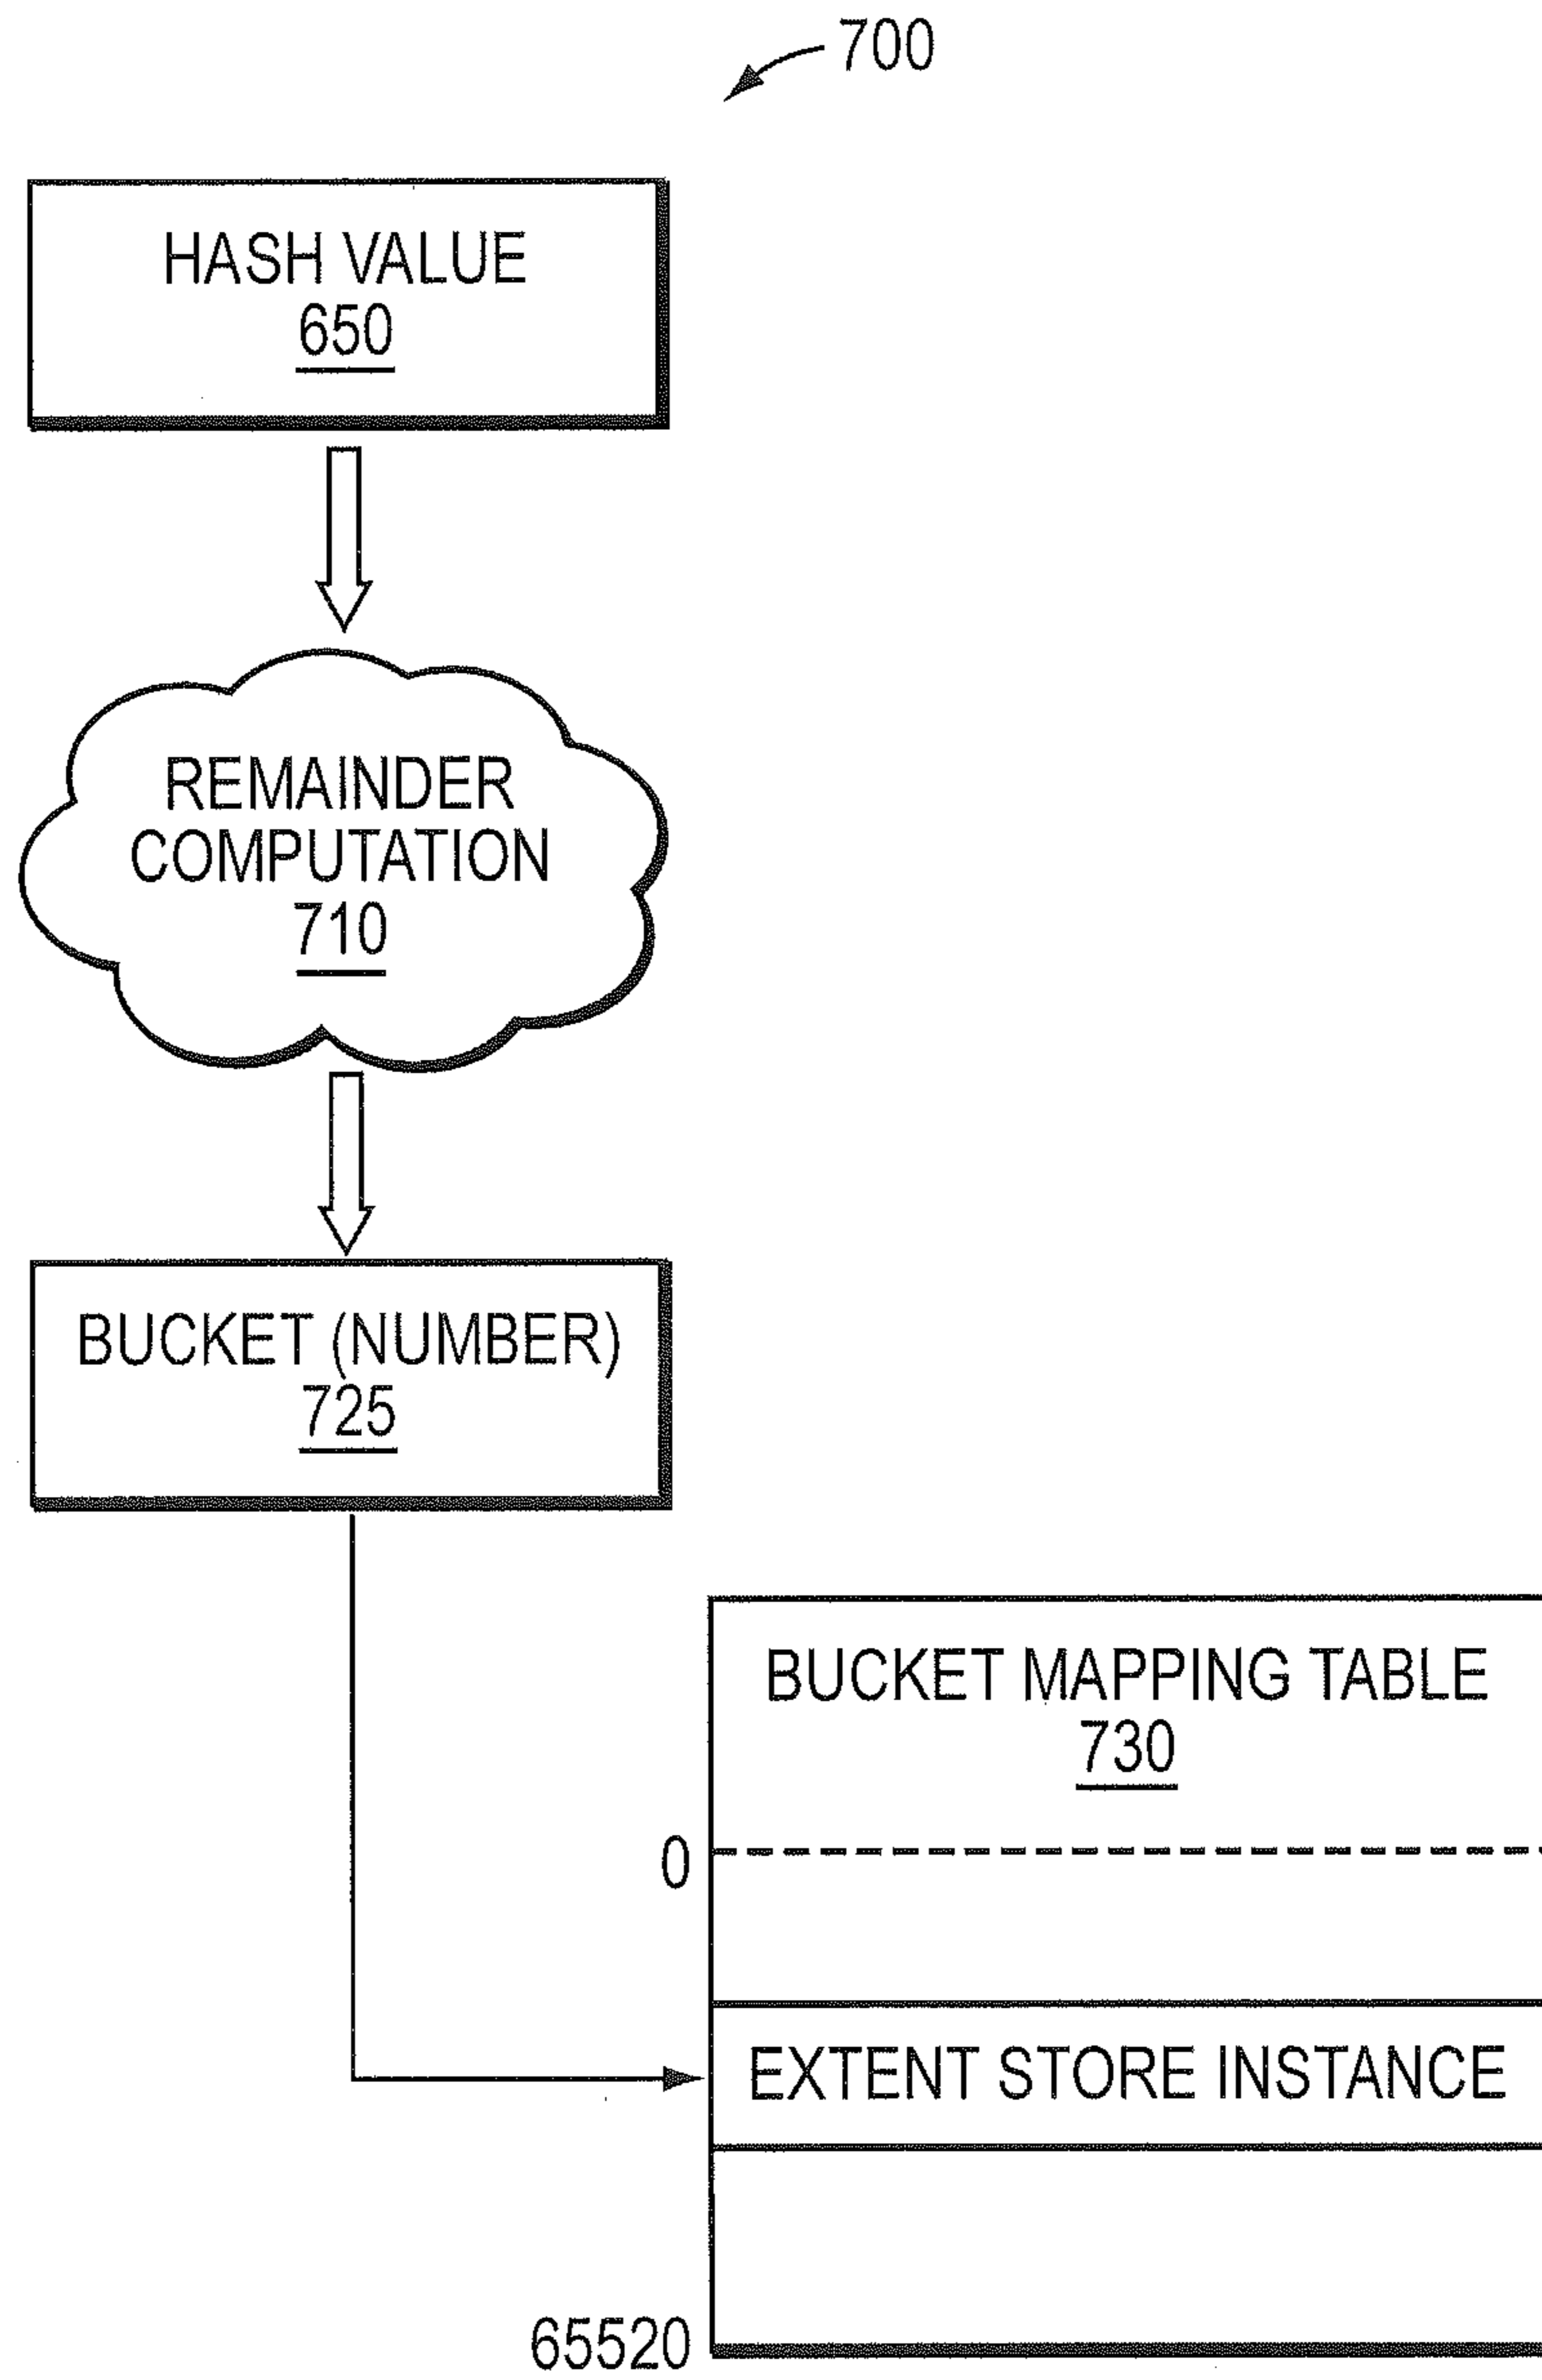 700
HASH VALUE
650
REMAINDER
COMPUTATION
710
BUCKET (NUMBER)
725
BUCKET MAPPING TABLE
730
0
EXTENT STORE INSTANCE
65520